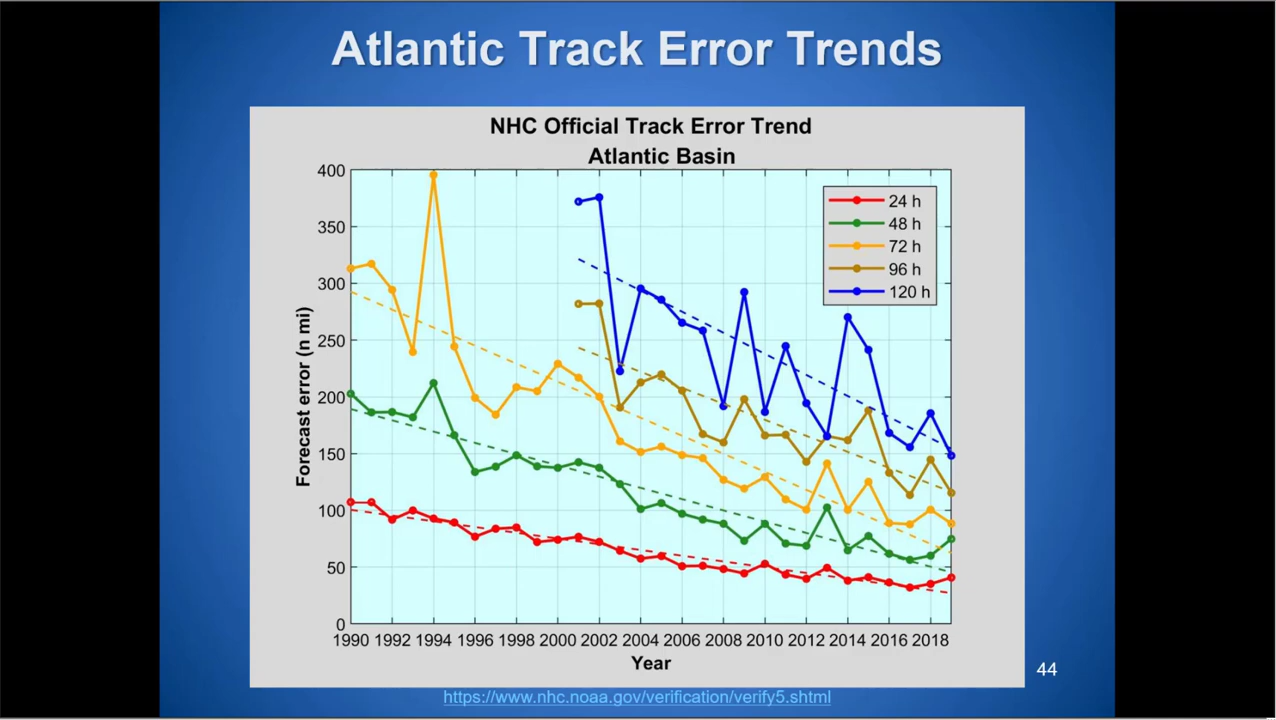 Atlantic Track Error Trends
NHC Official Track Error Trend
Atlantic Basin
400
350
300
250
200
150
100
50
0
Forecast error (n mi)
24 h
48 h
72 h
96 h
120 h
1990 1992 1994 1996 1998 2000 2002 2004 2006 2008 2010 2012 2014 2016 2018
Year
44
https://www.nhc.noaa.gov/verification/verify5.shtml